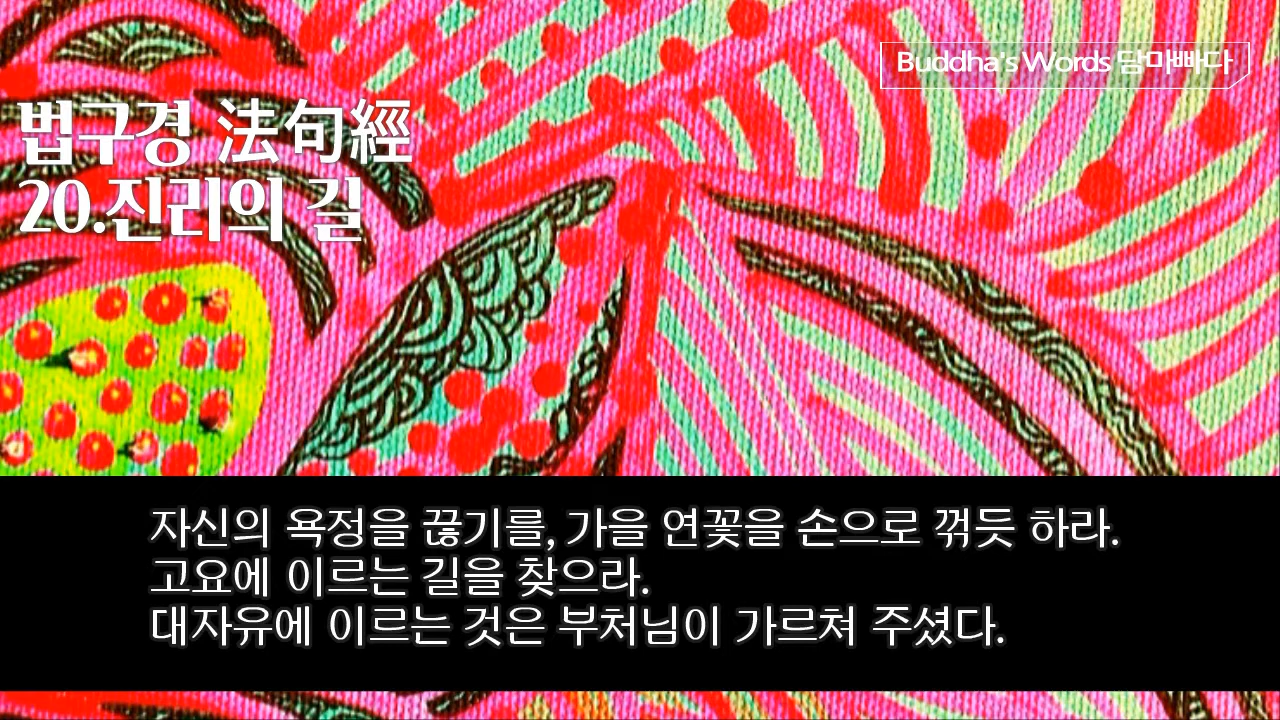 Buddha's Words 담마빠다
법구경 法句經
20.진리의 길
자신의 욕정을 끊기를, 가을 연꽃을 손으로 꺾듯 하라.
고요에 이르는 길을 찾으라.
대자유에 이르는 것은 부처님이 가르쳐 주셨다.